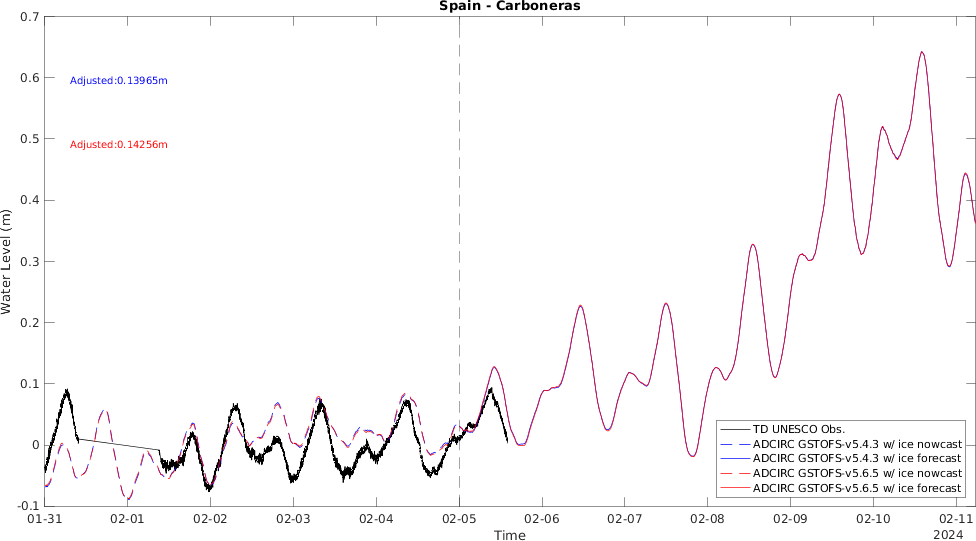 Spain - Carboneras
0.7
0.6
0.5
0.4
0.3
0.2
0.1
0
-0.1
Water Level (m)
Adjusted:0.13965m
Adjusted:0.14256m
TD UNESCO Obs.
ADCIRC GSTOFS-v5.4.3 w/ ice nowcast
ADCIRC GSTOFS-v5.4.3 w/ ice forecast
ADCIRC GSTOFS-v5.6.5 w/ ice nowcast
ADCIRC GSTOFS-v5.6.5 w/ ice forecast
01-31 02-01 02-02 02-03 02-04 02-05 02-06 02-07 02-08 02-09 02-10 02-11
Time
2024